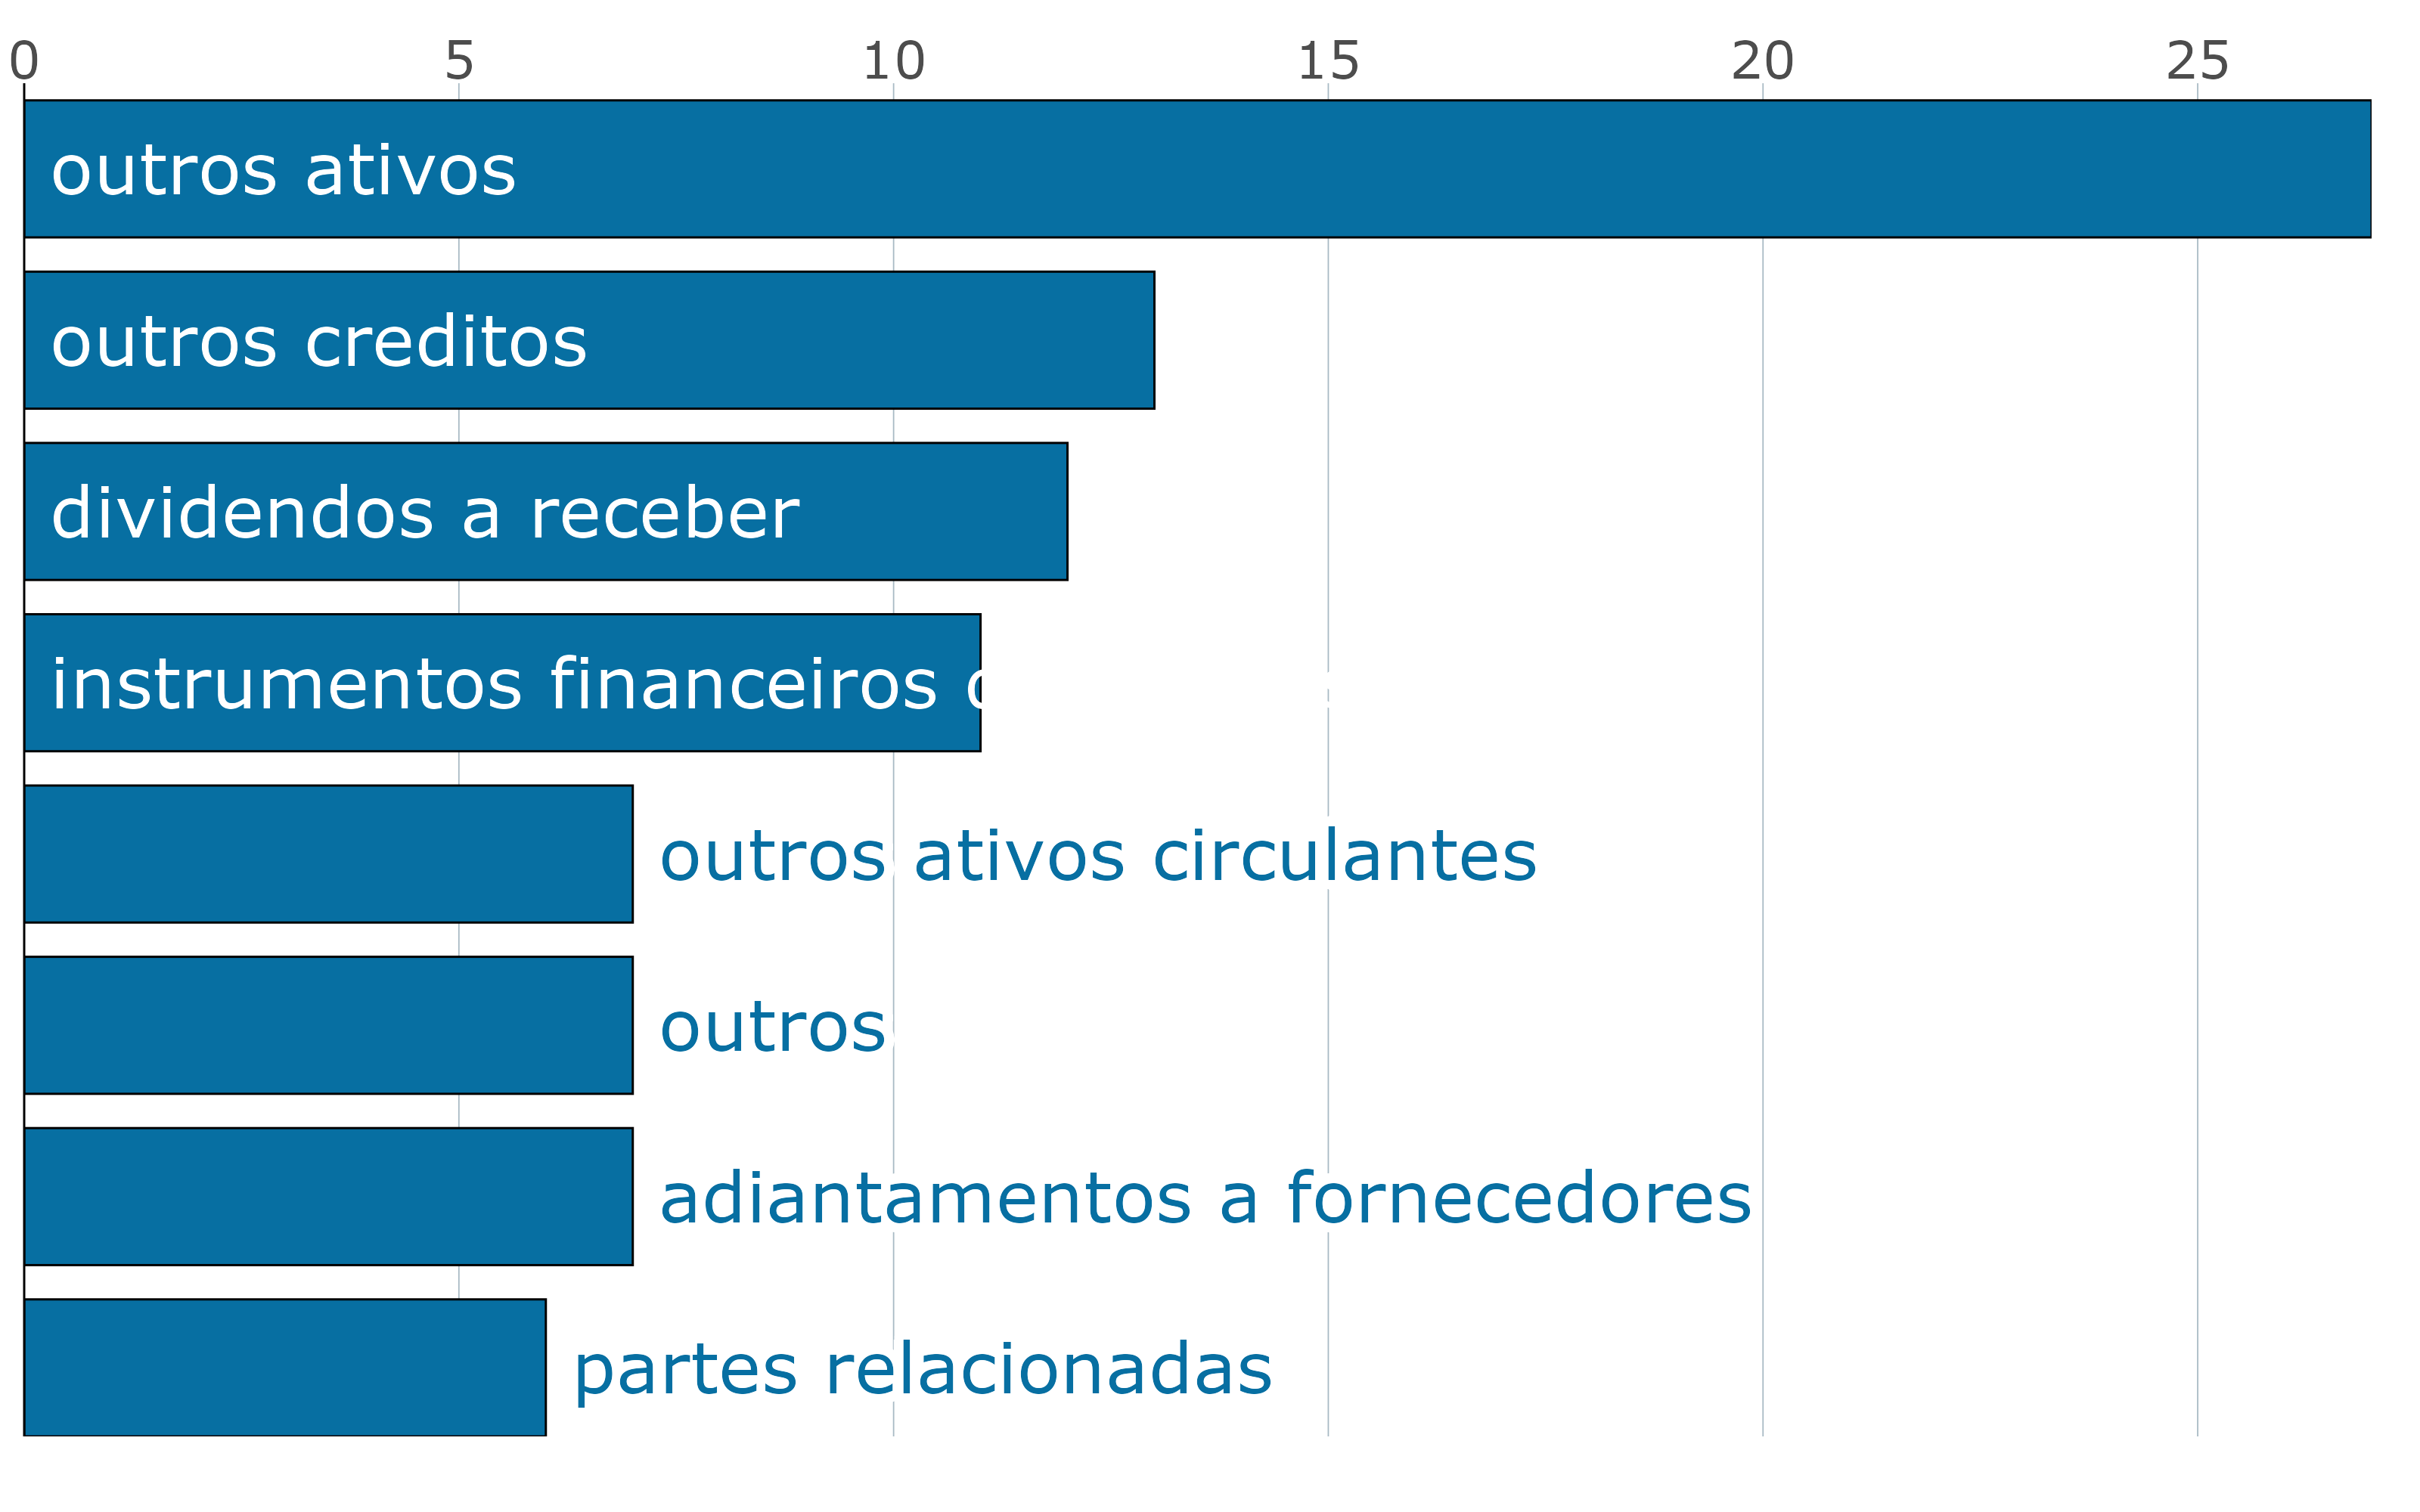 0 5 10 15 20 25
outros ativos
outros creditos
dividendos a receber
instrumentos financeiros
outros ativos circulantes
outros
adiantamentos a fornecedores
partes relacionadas